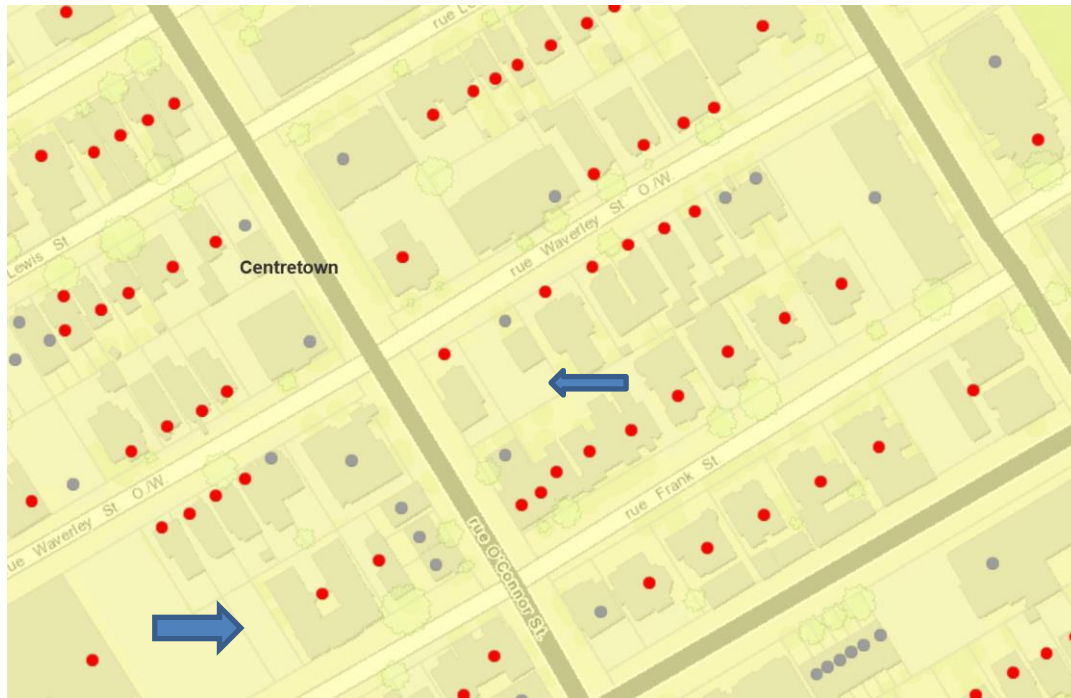 rue Le
rue Waverley St O./W.
Lewis St
Centretown
rue Waverley St O./W.
rue Frank St
rue O'Connor St.